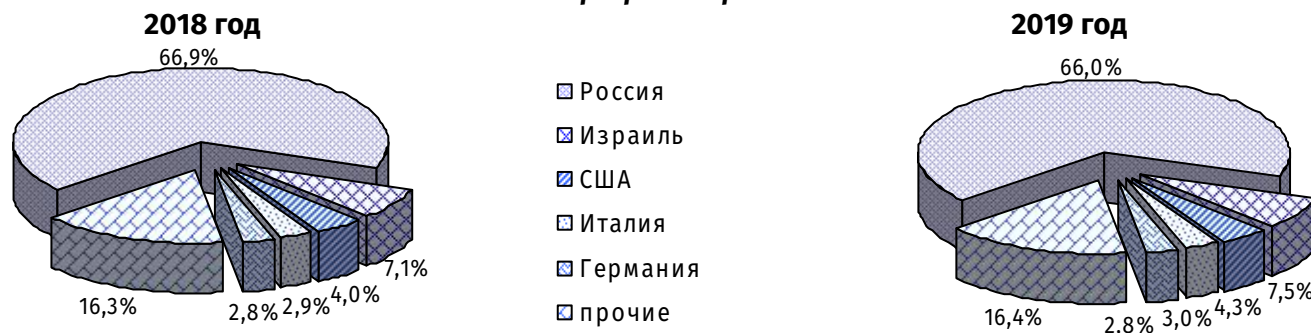 2018 год
66,9%
7,1%
4,0%
2,9%
2,8%
16,3%
Россия
Израиль
США
Италия
Германия
прочие
2019 год
66,0%
7,5%
4,3%
3,0%
2,8%
16,4%